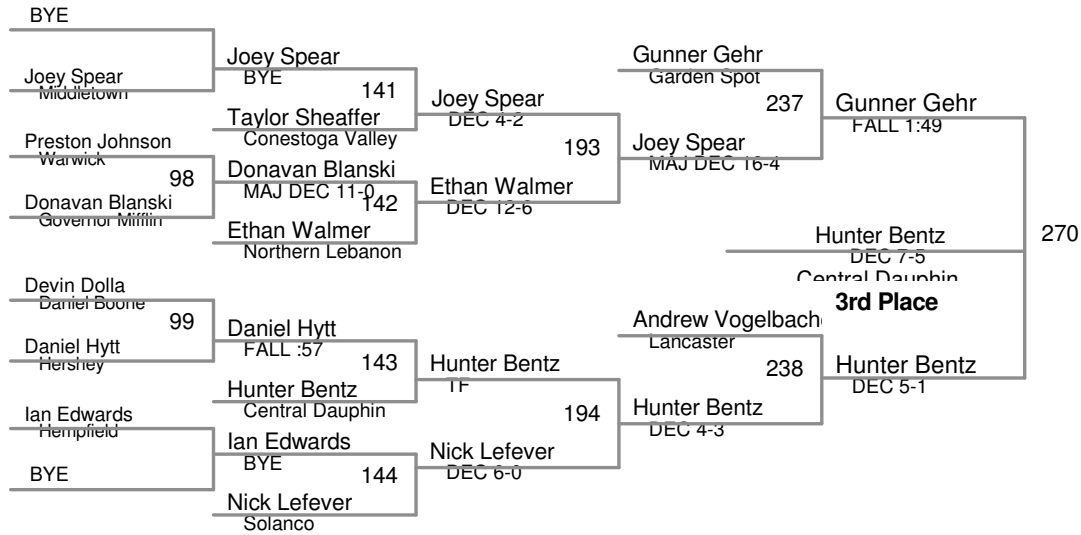 BYE
Joey Spear
Middletown
Preston Johnson
Warwick
98
Donavan Blanski
Governor Mifflin
Devin Dolla
Daniel Boone
99
Daniel Hytt
Hershey
Ian Edwards
Hempfield
BYE
Joey Spear
BYE
141
Taylor Sheaffer
Conestoga Valley
Donavan Blanski
MAJ DEC 11-0
142
Ethan Walmer
Northern Lebanon
Daniel Hytt
FALL :57
143
Hunter Bentz
Central Dauphin
Ian Edwards
BYE
144
Nick Lefever
Solanco
Joey Spear
DEC 4-2
193
Ethan Walmer
DEC 12-6
Hunter Bentz
TF
194
Nick Lefever
DEC 6-0
Gunner Gehr
Garden Spot
237
Joey Spear
MAJ DEC 16-4
Andrew Vogelbach
Lancaster
238
Hunter Bentz
DEC 4-3
Gunner Gehr
FALL 1:49
Hunter Bentz
DEC 7-5
Central Dauphin
3rd Place
270
Hunter Bentz
DEC 5-1